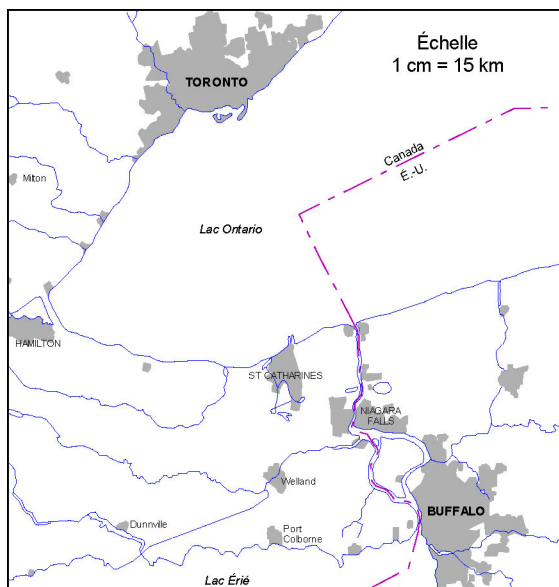 Échelle
1 cm = 15 km
TORONTO
Canada
É.-U.
Milton
Lac Ontario
HAMILTON
ST CATHARINES
NIAGARA
FALLS
Welland
BUFFALO
Dunnville
Port
Colborne
Lac Érié